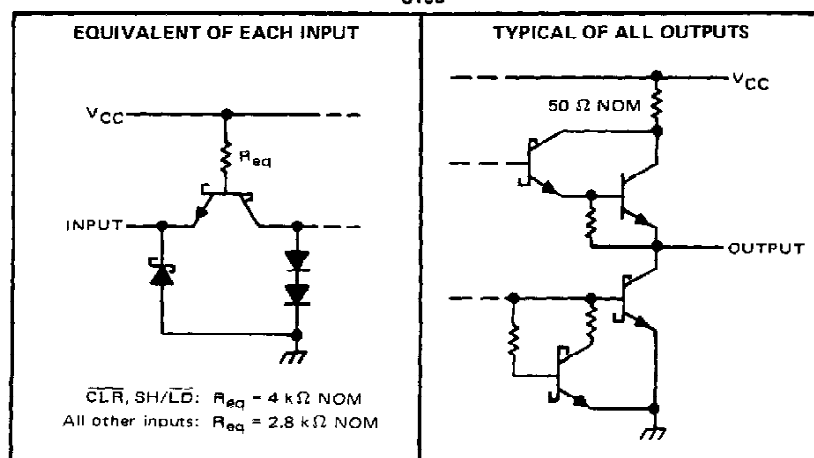 EQUIVALENT OF EACH INPUT
VCC
Req
INPUT
CLR, SH/LD: Req = 4 kΩ NOM
All other inputs: Req = 2.8 kΩ NOM
TYPICAL OF ALL OUTPUTS
VCC
50 Ω NOM
OUTPUT